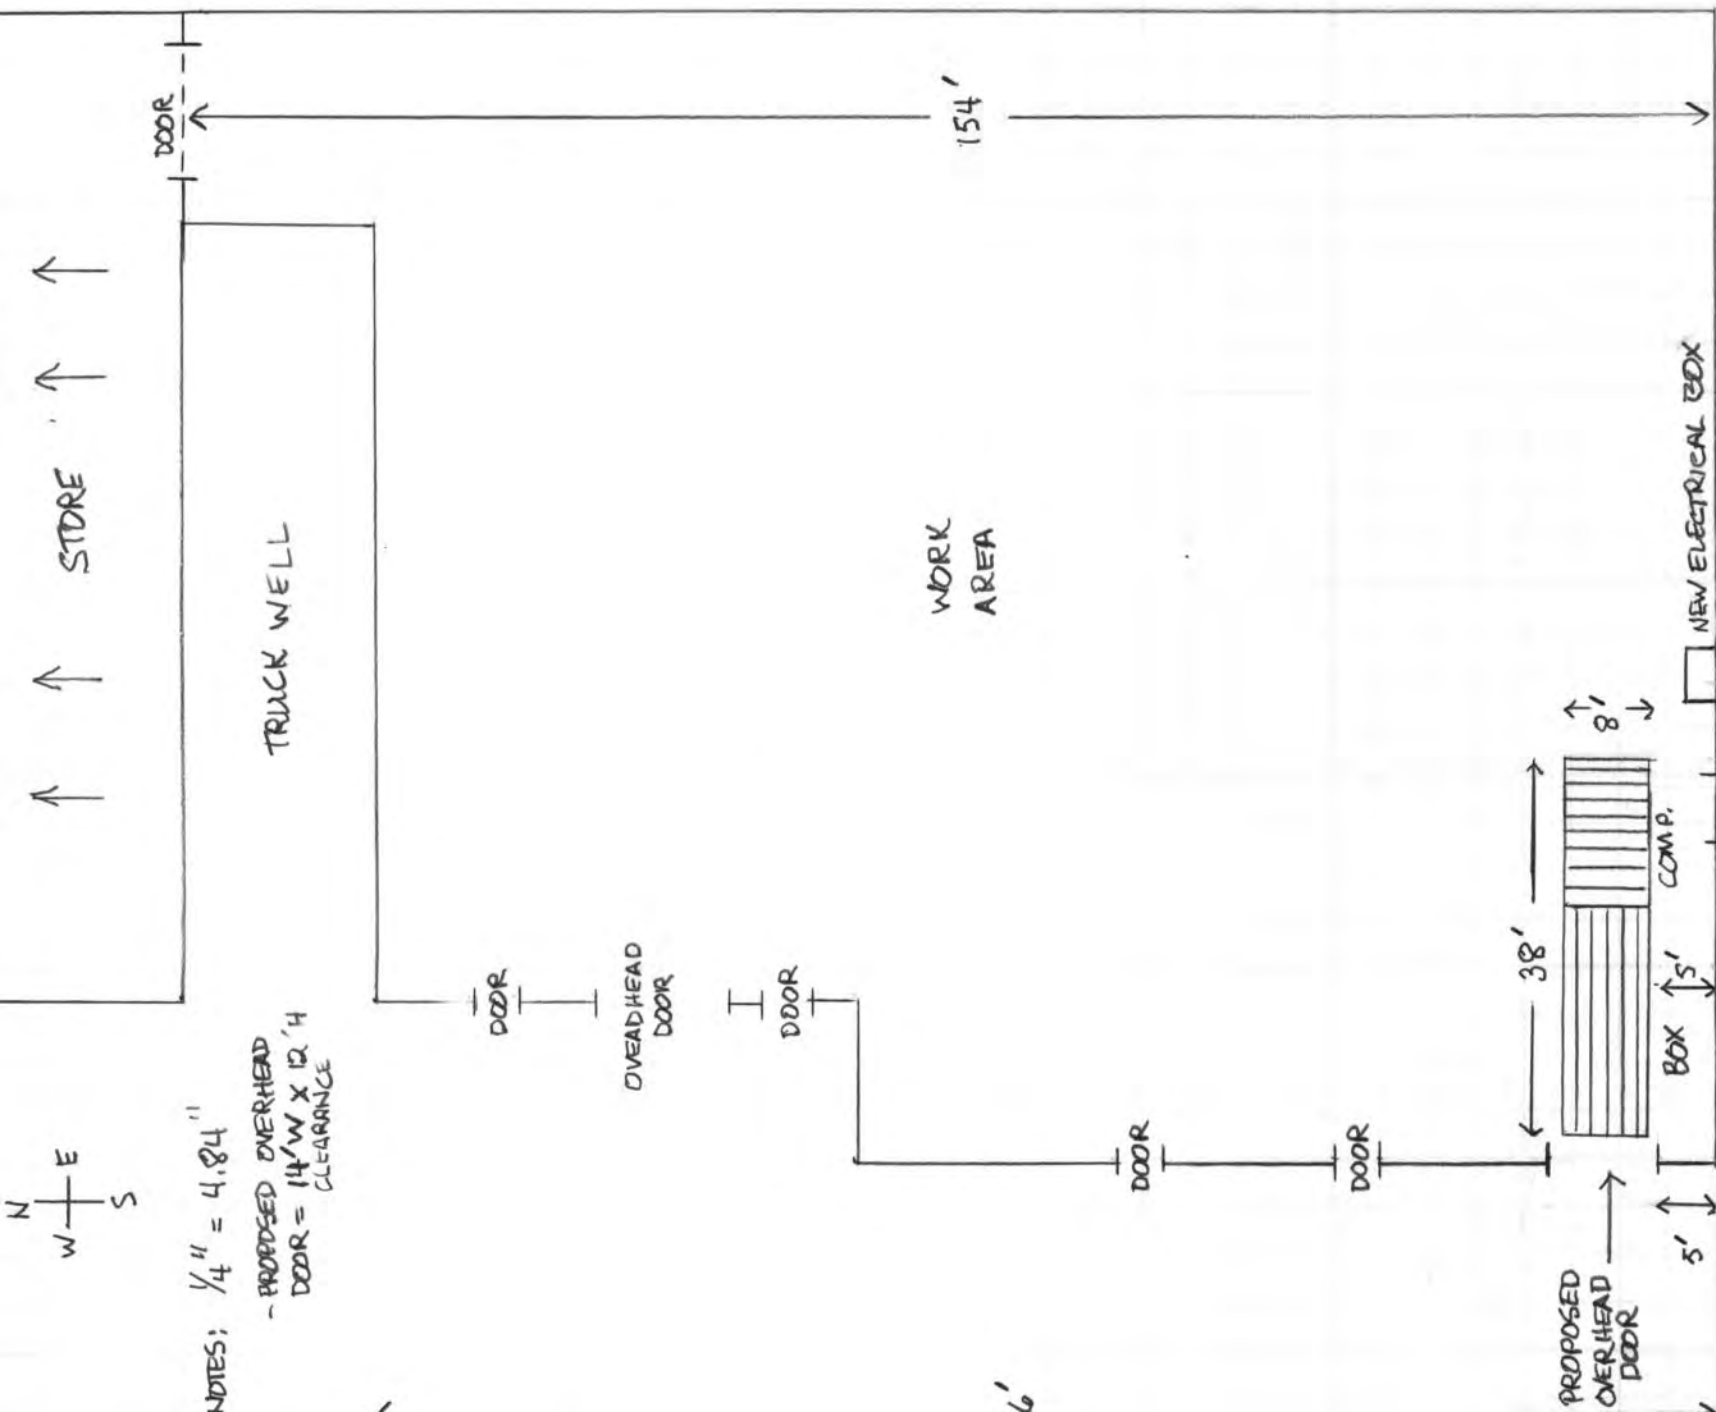 N
W E
S
STORE
DOOR
NOTES: 1/4" = 4.84"
- PROPOSED OVERHEAD
DOOR = 14'W X 12'H
CLEARANCE
TRUCK WELL
DOOR
OVEADHEAD
DOOR
DOOR
WORK
AREA
154'
DOOR
DOOR
38'
8'
PROPOSED
OVERHEAD
DOOR
5'
BOX
5'
COMP.
NEW ELECTRICAL BOX